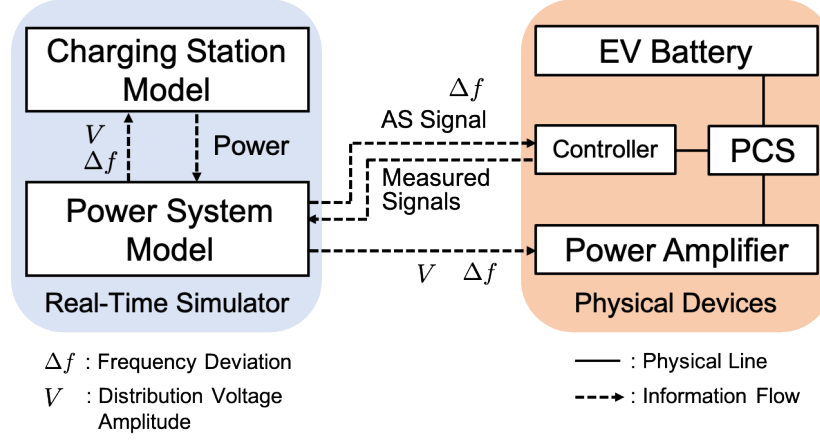 Charging Station
Model
V
Δf
Power
Power System
Model
Real-Time Simulator
Δf
AS Signal
Measured
Signals
V Δf
EV Battery
Controller
PCS
Power Amplifier
Physical Devices
Δf : Frequency Deviation
V : Distribution Voltage
Amplitude
: Physical Line
: Information Flow